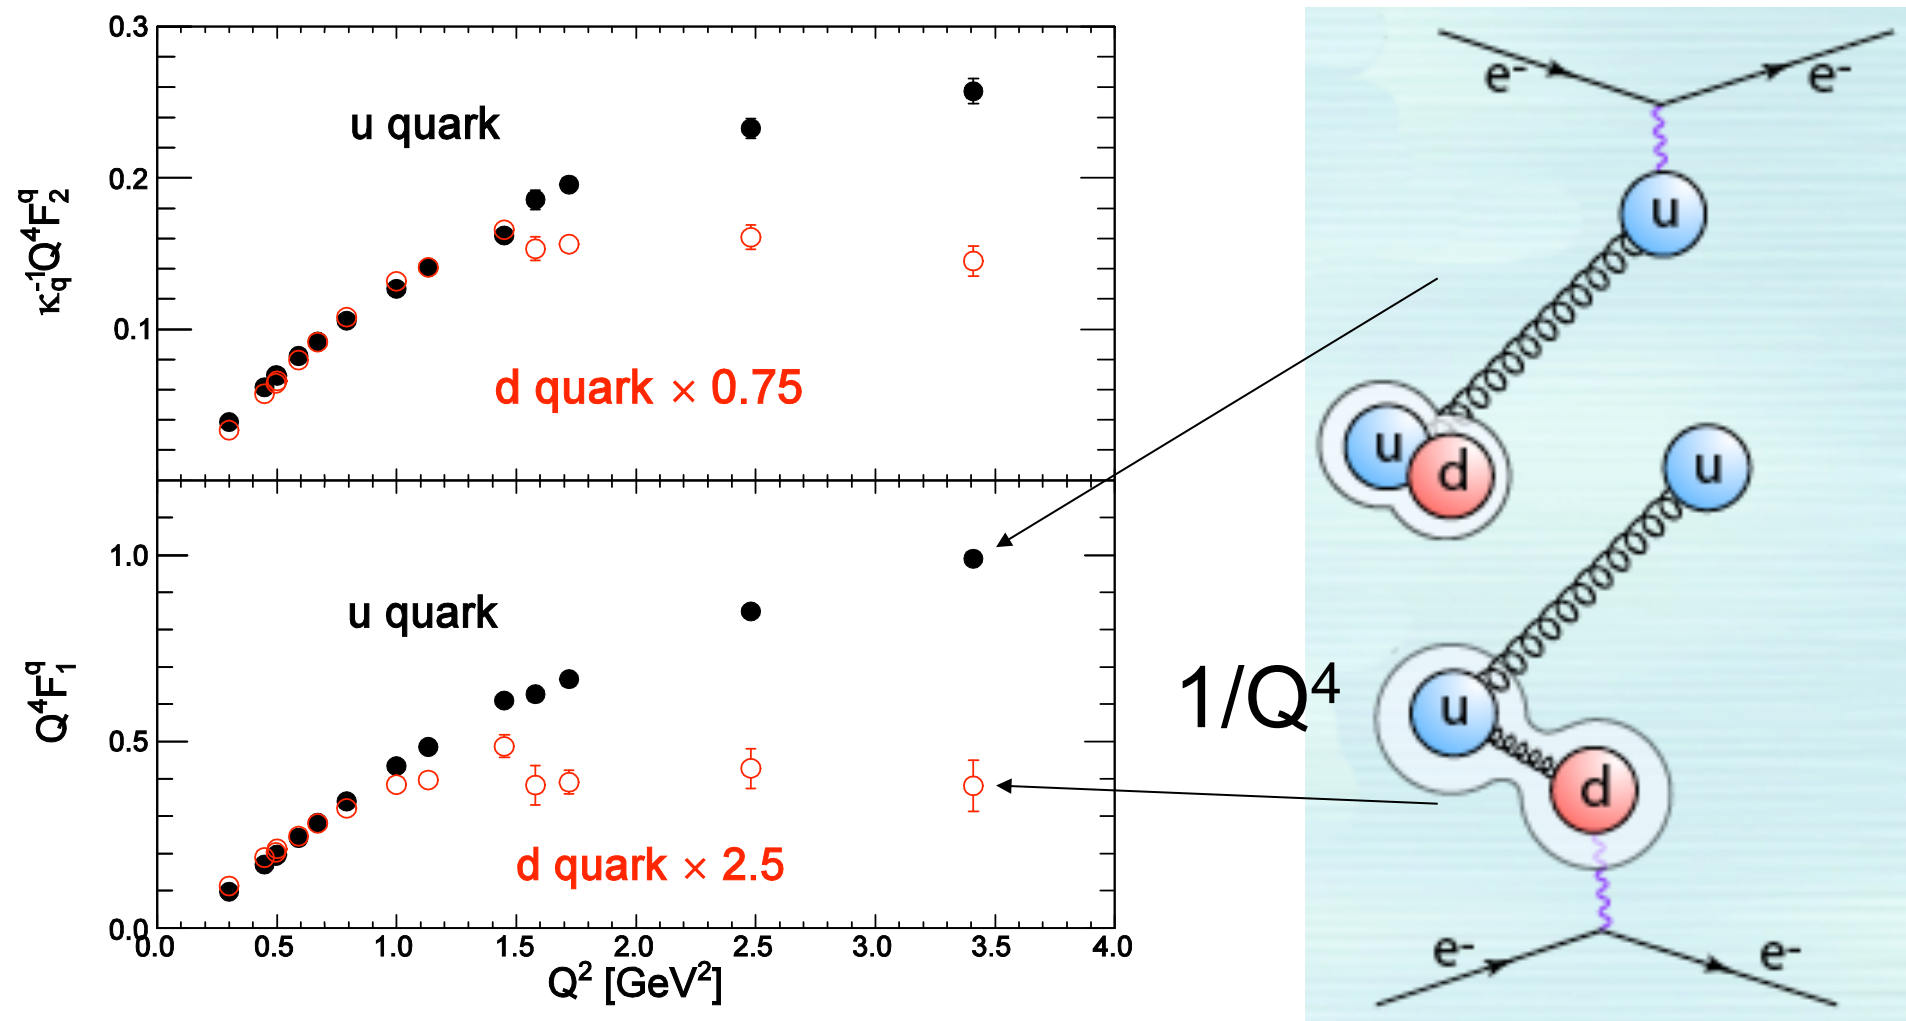 0.3
u quark
0.2
κq⁻¹Q⁴F₂^q
0.1
d quark × 0.75
1.0
u quark
Q⁴F₁^q
0.5
d quark × 2.5
0.0
0.0 0.5 1.0 1.5 2.0 2.5 3.0 3.5 4.0
Q² [GeV²]
1/Q⁴
e⁻ e⁻
u
u
d
u
u
d
e⁻ e⁻